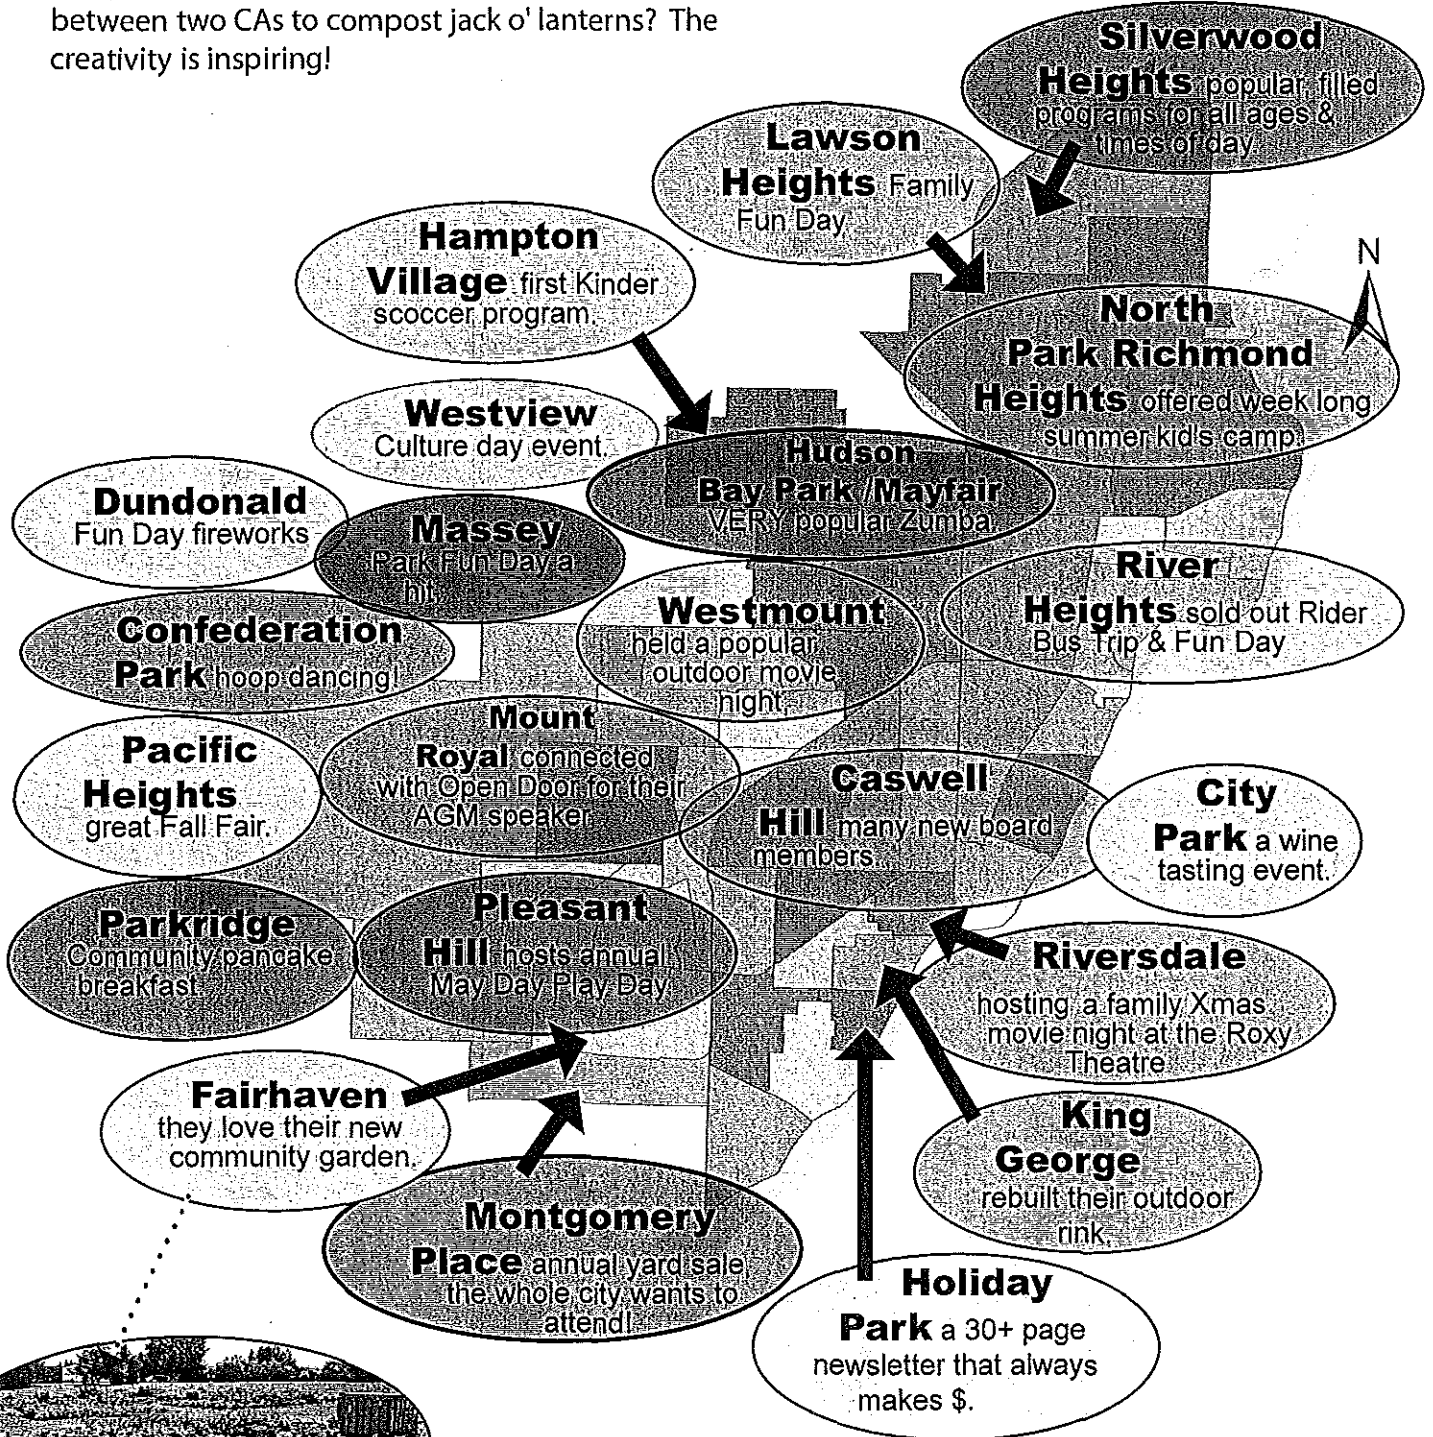 between two CAs to compost jack o' lanterns? The
creativity is inspiring!
Silverwood
Heights popular, filled
programs for all ages &
times of day.
Lawson
Heights Family
Fun Day
N
Hampton
Village first Kinder
scoccer program.
North
Park Richmond
Heights offered week long
summer kid's camp.
Westview
Culture day event.
Hudson
Bay Park /Mayfair
VERY popular Zumba.
Dundonald
Fun Day fireworks
Massey
Park Fun Day a
hit.
River
Heights sold out Rider
Bus Trip & Fun Day
Westmount
held a popular
outdoor movie
night.
Confederation
Park hoop dancing!
Mount
Royal connected
with Open Door for their
AGM speaker
Pacific
Heights
great Fall Fair.
Caswell
Hill many new board
members
City
Park a wine
tasting event.
Parkridge
Community pancake
breakfast
Pleasant
Hill hosts annual
May Day Play Day
Riversdale
hosting a family Xmas
movie night at the Roxy
Theatre
Fairhaven
they love their new
community garden.
King
George
rebuilt their outdoor
rink.
Montgomery
Place annual yard sale
the whole city wants to
attend!
Holiday
Park a 30+ page
newsletter that always
makes $.